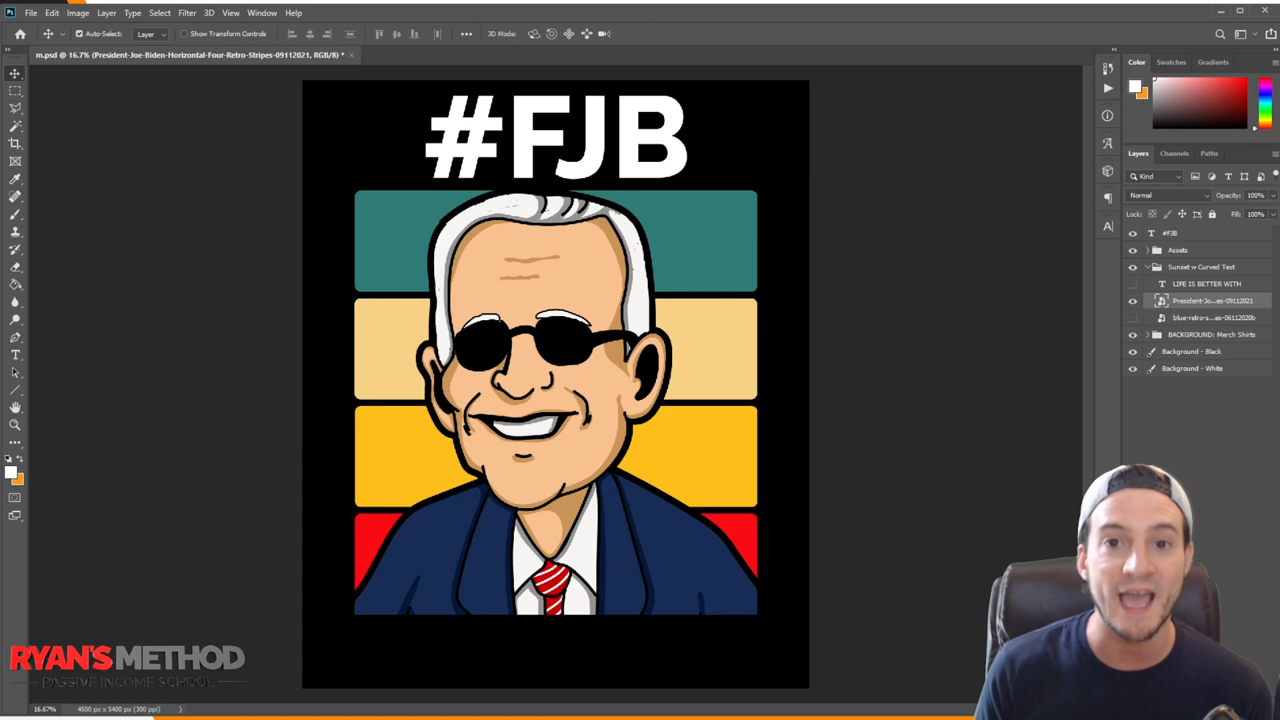 File Edit Image Layer Type Select Filter 3D View Window Help
Auto-Select: Layer Show Transform Controls 3D Mode:
m.psd @ 16.7% (President-Joe-Biden-Horizontal-Four-Retro-Stripes-09112021, RGB/8) *
#FJB
Color Swatches Gradients
Layers Channels Paths
Kind
Normal Opacity: 100%
Lock: Fill: 100%
#FJB
Assets
Sunset w Curved Text
LIFE IS BETTER WITH
President-Jo...es-09112021
blue-retro-s...es-06112020b
BACKGROUND: Merch Shirts
Background - Black
Background - White
RYAN'S METHOD
PASSIVE INCOME SCHOOL
16.67% 4500 px x 5400 px (300 ppi)